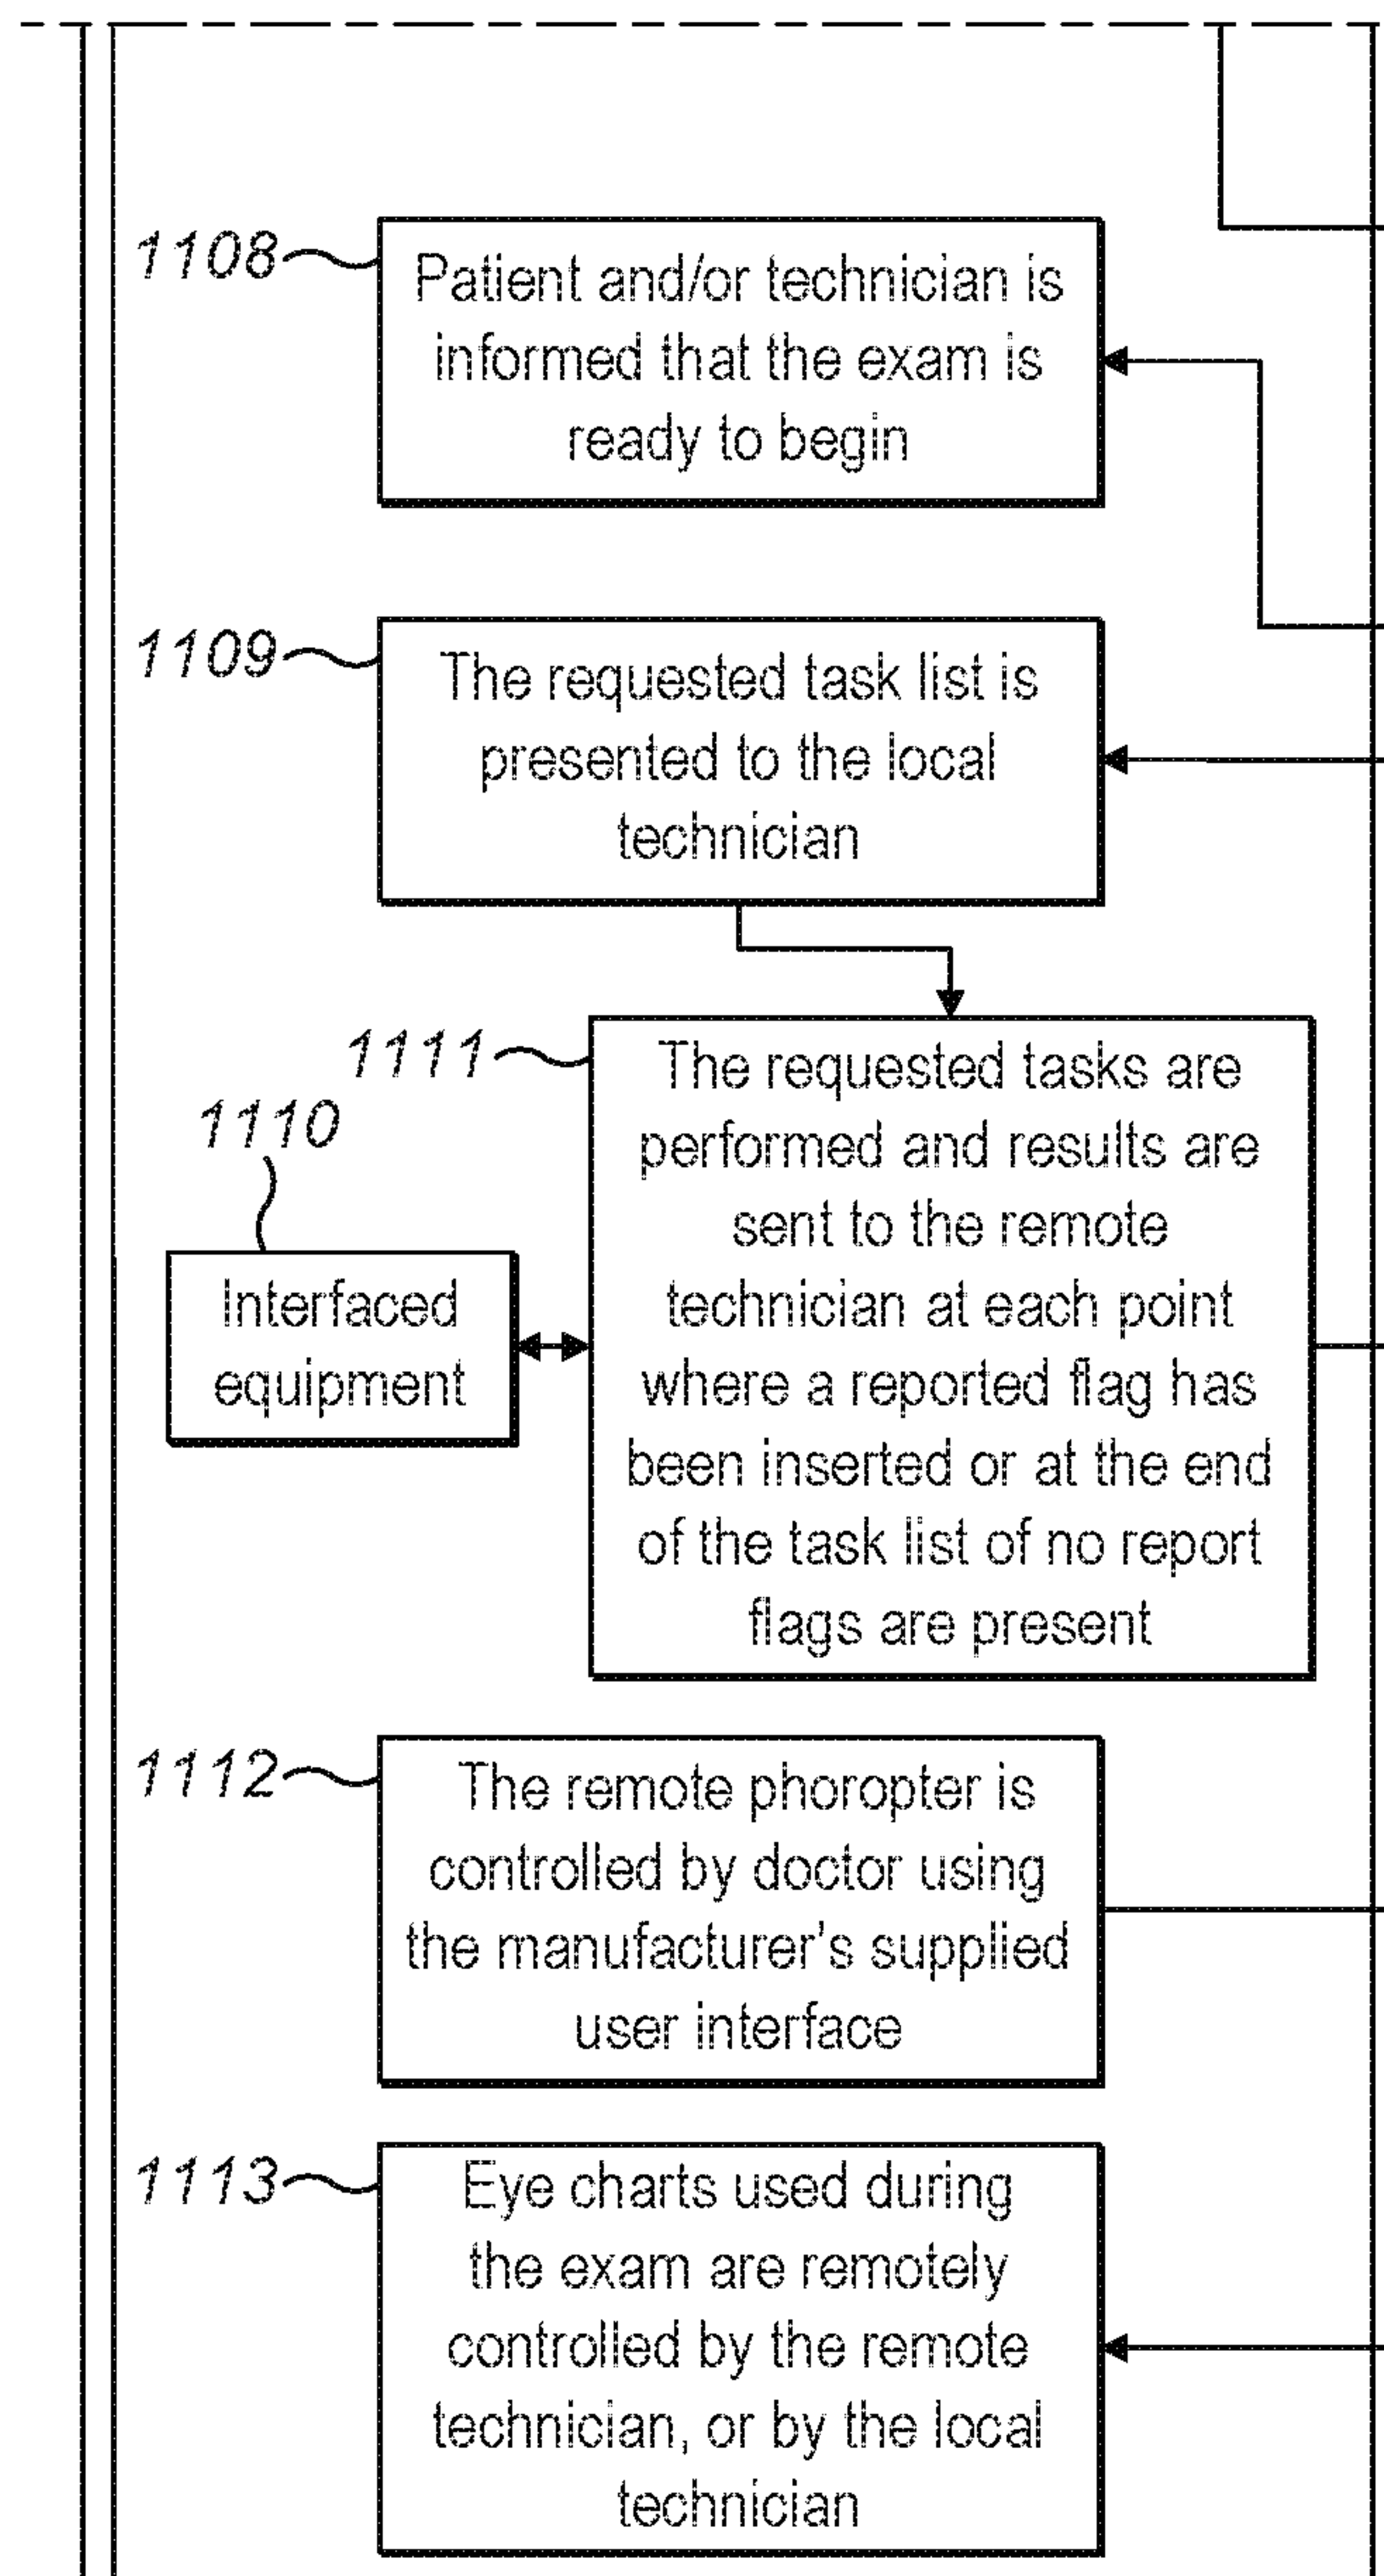 1108
Patient and/or technician is
informed that the exam is
ready to begin
1109
The requested task list is
presented to the local
technician
1111
The requested tasks are
performed and results are
sent to the remote
technician at each point
where a reported flag has
been inserted or at the end
of the task list of no report
flags are present
1110
Interfaced
equipment
1112
The remote phoropter is
controlled by doctor using
the manufacturer's supplied
user interface
1113
Eye charts used during
the exam are remotely
controlled by the remote
technician, or by the local
technician